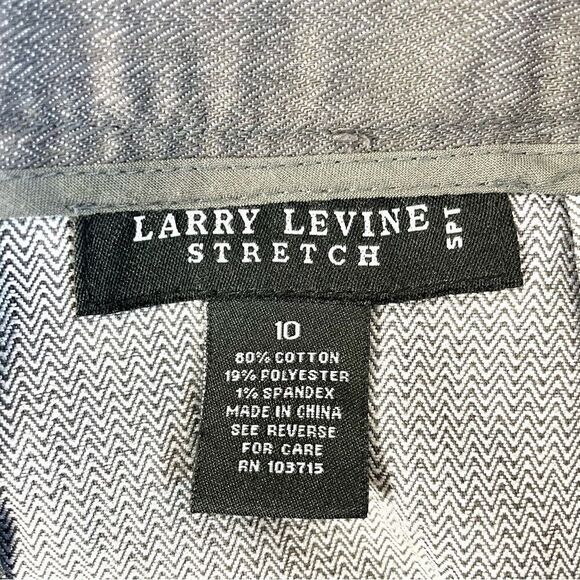 LARRY LEVINE SPT
STRETCH
10
80% COTTON
19% POLYESTER
1% SPANDEX
MADE IN CHINA
SEE REVERSE
FOR CARE
RN 103715